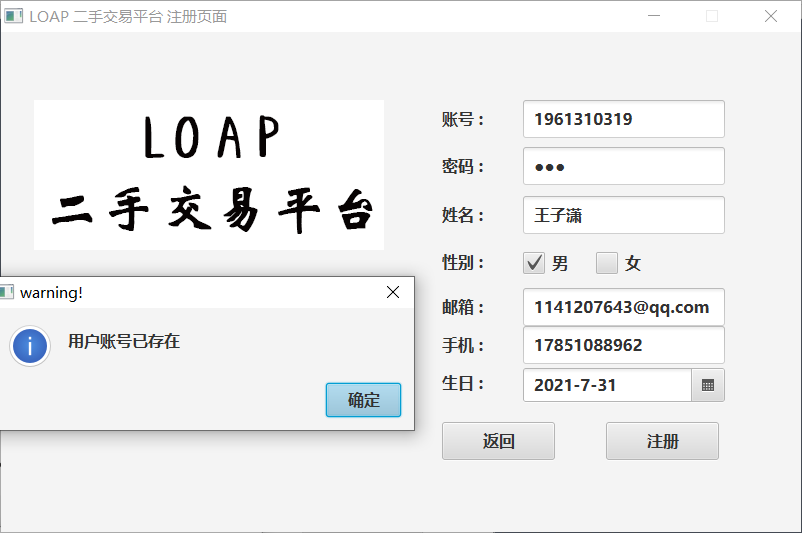 LOAP 二手交易平台 注册页面
LOAP
二手交易平台
账号：
1961310319
密码：
●●●
姓名：
王子潇
性别：
男
女
邮箱：
1141207643@qq.com
手机：
17851088962
生日：
2021-7-31
返回
注册
warning!
用户账号已存在
确定